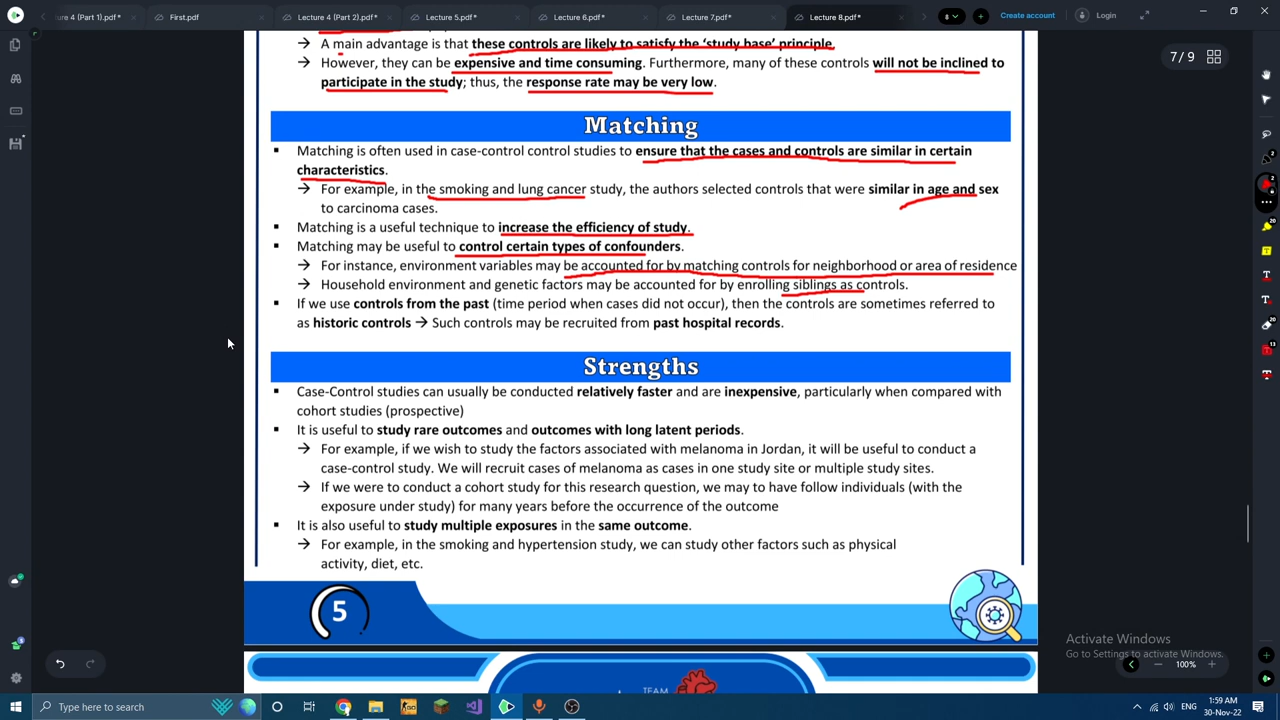 re 4 (Part 1).pdf*
First.pdf
Lecture 4 (Part 2).pdf*
Lecture 5.pdf*
Lecture 6.pdf*
Lecture 7.pdf*
Lecture 8.pdf*
8
Create account
Login
7 / 9
→ A main advantage is that these controls are likely to satisfy the ‘study base’ principle.
→ However, they can be expensive and time consuming. Furthermore, many of these controls will not be inclined to
participate in the study; thus, the response rate may be very low.
Matching
▪ Matching is often used in case-control control studies to ensure that the cases and controls are similar in certain
characteristics.
→ For example, in the smoking and lung cancer study, the authors selected controls that were similar in age and sex
to carcinoma cases.
▪ Matching is a useful technique to increase the efficiency of study.
▪ Matching may be useful to control certain types of confounders.
→ For instance, environment variables may be accounted for by matching controls for neighborhood or area of residence
→ Household environment and genetic factors may be accounted for by enrolling siblings as controls.
▪ If we use controls from the past (time period when cases did not occur), then the controls are sometimes referred to
as historic controls → Such controls may be recruited from past hospital records.
Strengths
▪ Case-Control studies can usually be conducted relatively faster and are inexpensive, particularly when compared with
cohort studies (prospective)
▪ It is useful to study rare outcomes and outcomes with long latent periods.
→ For example, if we wish to study the factors associated with melanoma in Jordan, it will be useful to conduct a
case-control study. We will recruit cases of melanoma as cases in one study site or multiple study sites.
→ If we were to conduct a cohort study for this research question, we may to have follow individuals (with the
exposure under study) for many years before the occurrence of the outcome
▪ It is also useful to study multiple exposures in the same outcome.
→ For example, in the smoking and hypertension study, we can study other factors such as physical
activity, diet, etc.
5
TEAM
Activate Windows
Go to Settings to activate Windows.
100%
Type here to search
ENG
1:59 AM
30-Nov-22